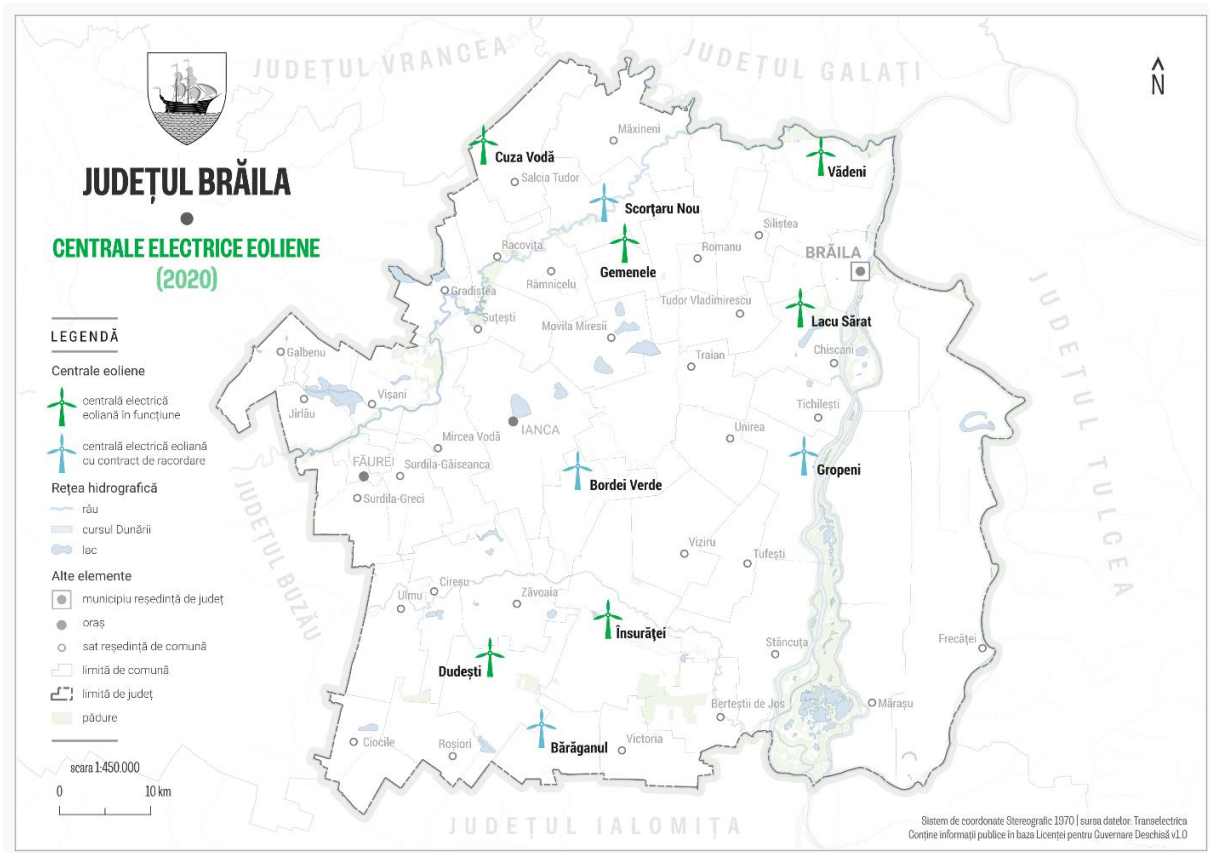 JUDEȚUL VRANCEA
JUDEȚUL GALAȚI
N
JUDEȚUL BRĂILA
CENTRALE ELECTRICE EOLIENE
(2020)
LEGENDĂ
Centrale eoliene
centrală electrică
eoliană în funcțiune
centrală electrică eoliană
cu contract de racordare
Rețea hidrografică
râu
cursul Dunării
lac
Alte elemente
municipiu reședință de județ
oraș
sat reședință de comună
limită de comună
limită de județ
pădure
scara 1:450.000
0 10 km
Măxineni
Cuza Vodă
Vădeni
Salcia Tudor
Scorţaru Nou
Siliștea
Racovița
Gemenele
Romanu
BRĂILA
Râmnicelu
Gradiștea
Tudor Vladimirescu
Șuțești
Movila Miresii
Lacu Sărat
Galbenu
Traian
Chiscani
Jirlău
Vișani
Tichilești
IANCA
Unirea
Mircea Vodă
FĂUREI
Surdila-Găiseanca
Bordei Verde
Gropeni
Surdila-Greci
Viziru
Tufești
Cireșu
Ulmu
Zăvoaia
Însurăţei
Stăncuța
Frecăței
Dudești
Berteștii de Jos
Mărașu
Ciocile
Roșiori
Bărăganul
Victoria
JUDEȚUL BUZĂU
JUDEȚUL TULCEA
JUDEȚUL IALOMIȚA
Sistem de coordonate Stereografic 1970 | sursa datelor: Transelectrica
Conține informații publice în baza Licenței pentru Guvernare Deschisă v1.0